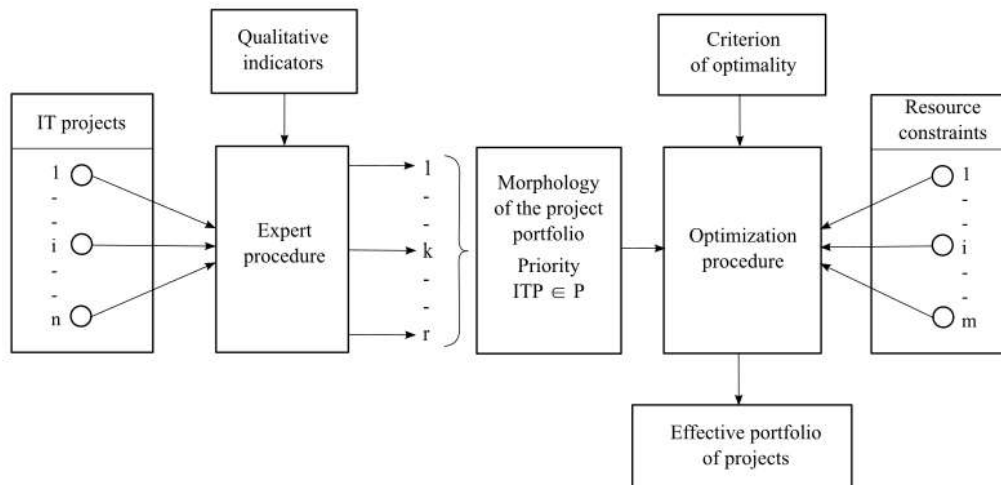 Qualitative
indicators
Criterion
of optimality
IT projects
1
-
-
i
-
-
n
Expert
procedure
1
-
-
k
-
-
r
Morphology
of the project
portfolio
Priority
ITP ∈ P
Optimization
procedure
Resource
constraints
1
-
-
i
-
-
m
Effective portfolio
of projects